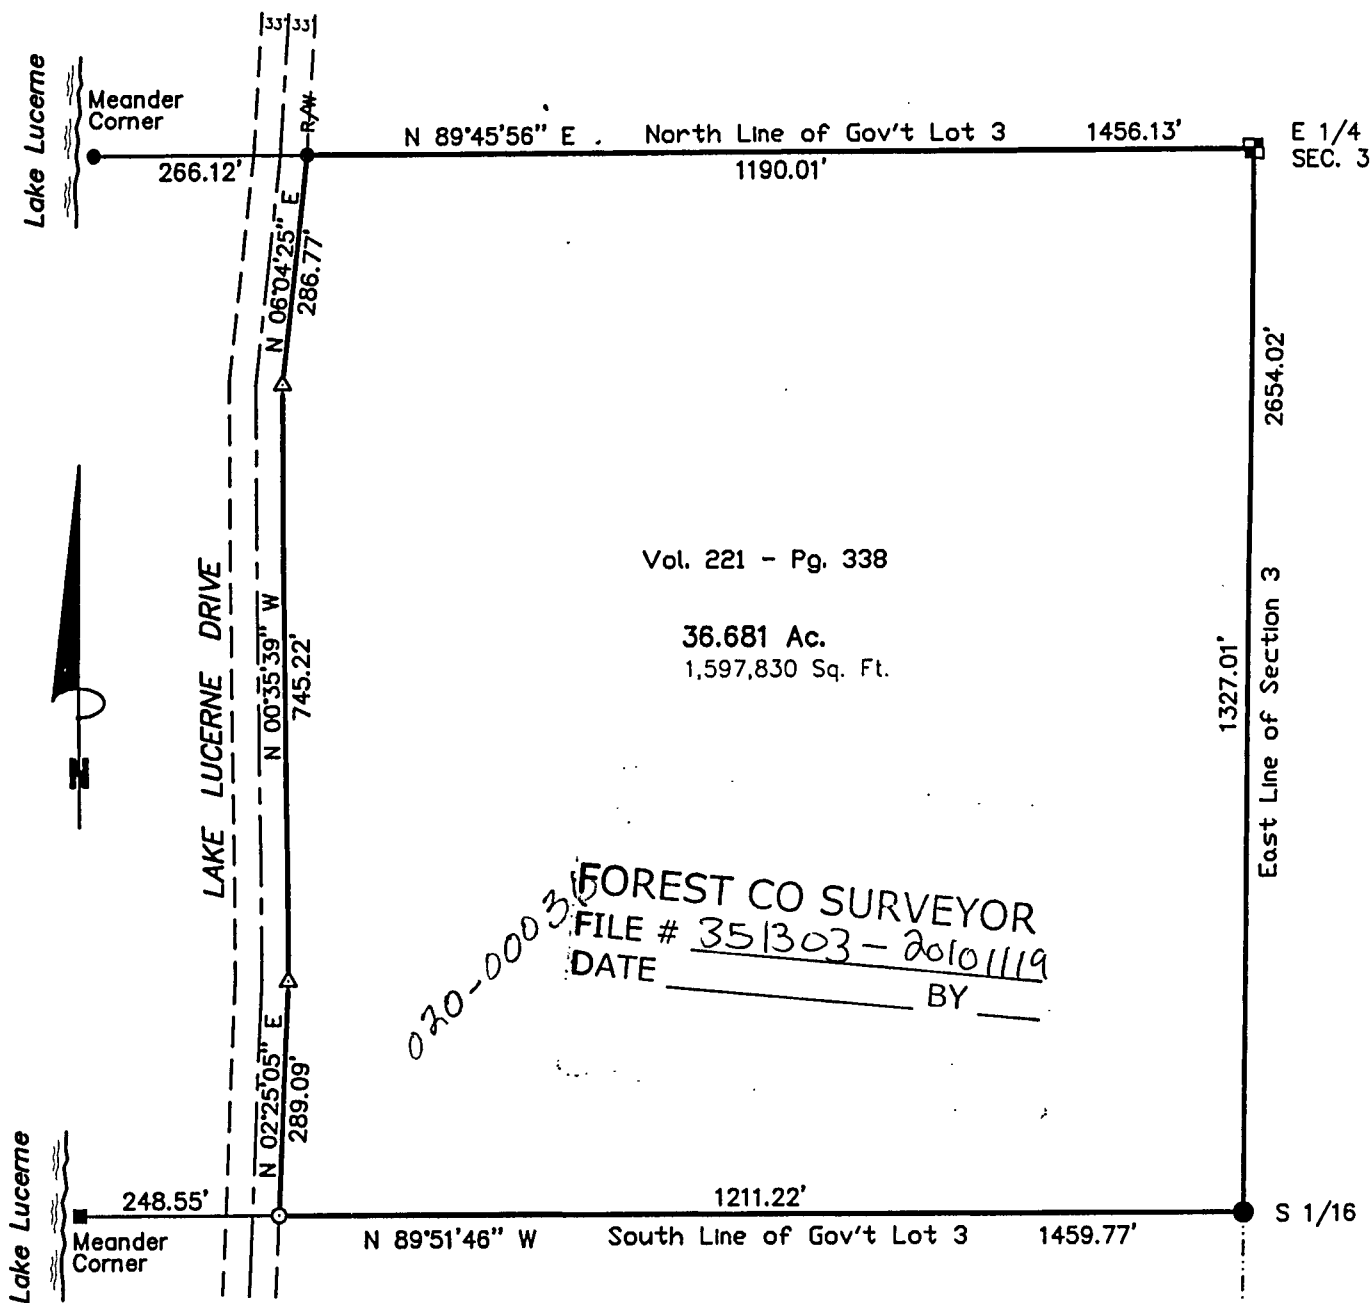 33' 33'
Lake Lucerne
Meander
Corner
R/W
N 89°45'56" E
North Line of Gov't Lot 3
1456.13'
E 1/4
SEC. 3
266.12'
1190.01'
N 06°04'25" E
286.77'
2654.02'
Vol. 221 - Pg. 338
36.681 Ac.
1,597,830 Sq. Ft.
LAKE LUCERNE DRIVE
N 00°35'39" W
745.22'
1327.01'
East Line of Section 3
N
FOREST CO SURVEYOR
FILE # 351303-20101119
DATE BY
N 02°25'05" E
289.09'
Lake Lucerne
248.55'
1211.22'
S 1/16
Meander
Corner
N 89°51'46" W
South Line of Gov't Lot 3
1459.77'